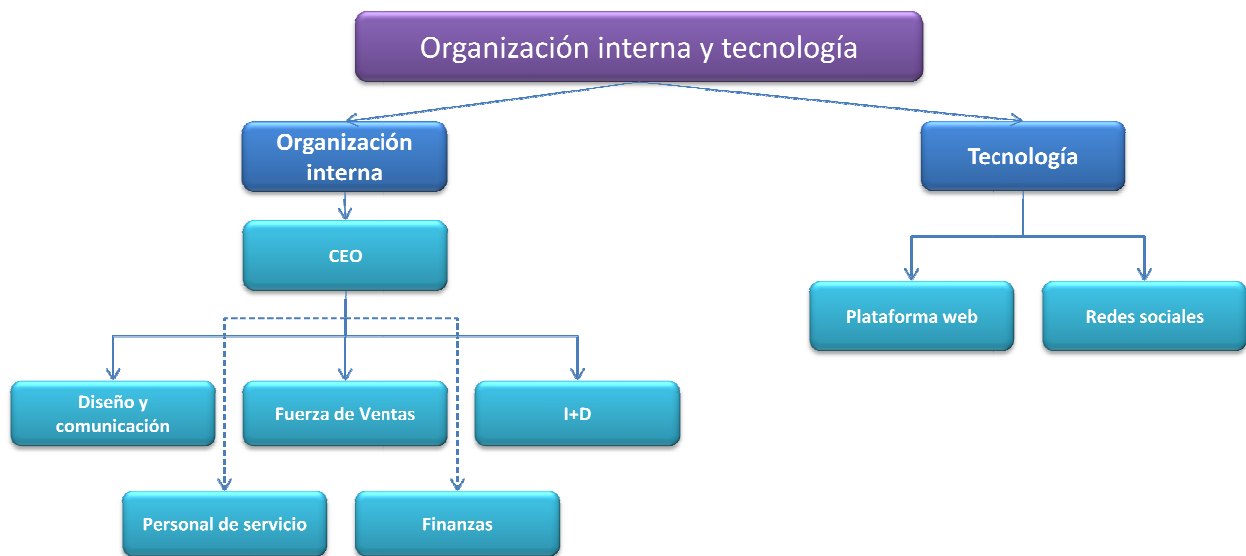 Organización interna y tecnología
Organización
interna
Tecnología
CEO
Plataforma web
Redes sociales
Diseño y
comunicación
Fuerza de Ventas
I+D
Personal de servicio
Finanzas